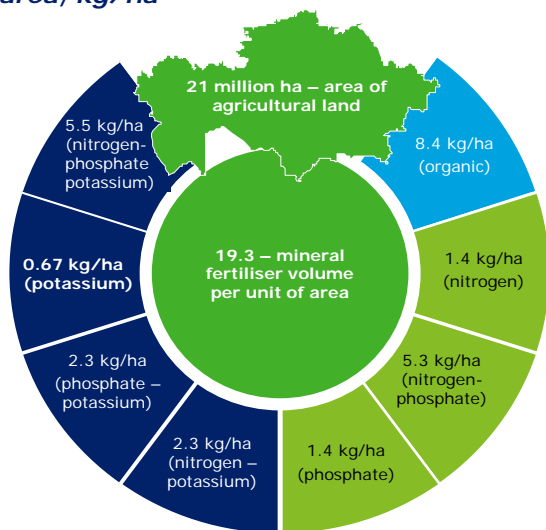 area, kg/ha
21 million ha – area of
agricultural land
5.5 kg/ha
(nitrogen-
phosphate
potassium)
8.4 kg/ha
(organic)
0.67 kg/ha
(potassium)
19.3 – mineral
fertiliser volume
per unit of area
1.4 kg/ha
(nitrogen)
2.3 kg/ha
(phosphate –
potassium)
5.3 kg/ha
(nitrogen-
phosphate)
2.3 kg/ha
(nitrogen –
potassium)
1.4 kg/ha
(phosphate)